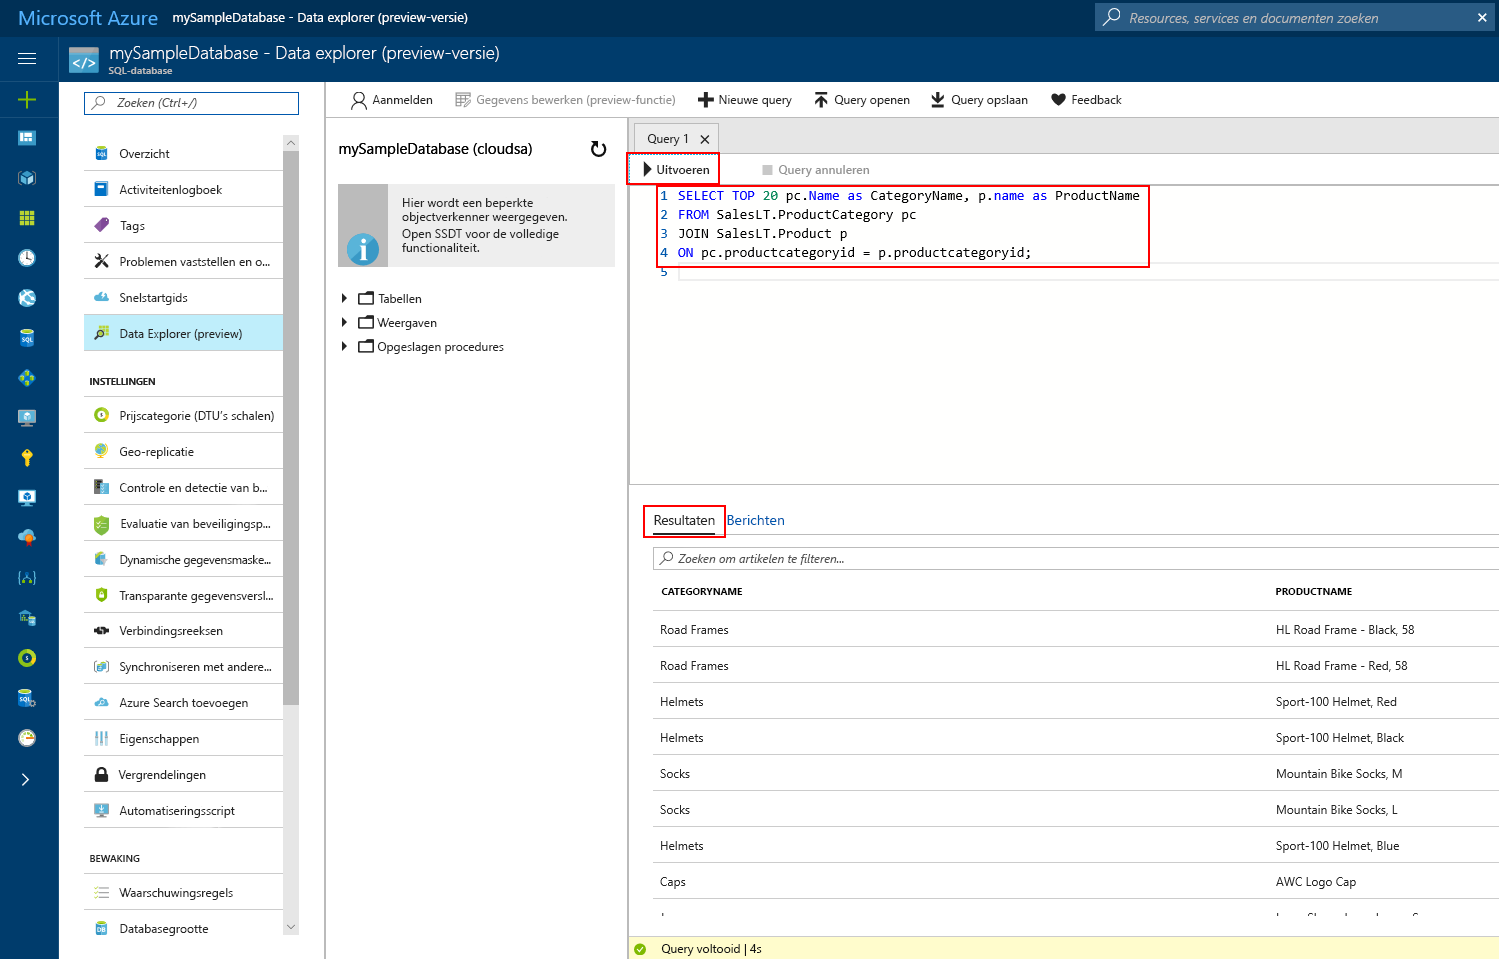 Microsoft Azure mySampleDatabase - Data explorer (preview-versie)
Resources, services en documenten zoeken
mySampleDatabase - Data explorer (preview-versie)
SQL-database
Zoeken (Ctrl+/)
Overzicht
Activiteitenlogboek
Tags
Problemen vaststellen en o...
Snelstartgids
Data Explorer (preview)
INSTELLINGEN
Prijscategorie (DTU's schalen)
Geo-replicatie
Controle en detectie van b...
Evaluatie van beveiligingsp...
Dynamische gegevensmaske...
Transparante gegevensversl...
Verbindingsreeksen
Synchroniseren met andere...
Azure Search toevoegen
Eigenschappen
Vergrendelingen
Automatiseringsscript
BEWAKING
Waarschuwingsregels
Databasegrootte
Aanmelden
Gegevens bewerken (preview-functie)
Nieuwe query
Query openen
Query opslaan
Feedback
mySampleDatabase (cloudsa)
Hier wordt een beperkte
objectverkenner weergegeven.
Open SSDT voor de volledige
functionaliteit.
Tabellen
Weergaven
Opgeslagen procedures
Query 1
Uitvoeren
Query annuleren
1 SELECT TOP 20 pc.Name as CategoryName, p.name as ProductName
2 FROM SalesLT.ProductCategory pc
3 JOIN SalesLT.Product p
4 ON pc.productcategoryid = p.productcategoryid;
5
Resultaten Berichten
Zoeken om artikelen te filteren...
CATEGORYNAME PRODUCTNAME
Road Frames HL Road Frame - Black, 58
Road Frames HL Road Frame - Red, 58
Helmets Sport-100 Helmet, Red
Helmets Sport-100 Helmet, Black
Socks Mountain Bike Socks, M
Socks Mountain Bike Socks, L
Helmets Sport-100 Helmet, Blue
Caps AWC Logo Cap
Query voltooid | 4s